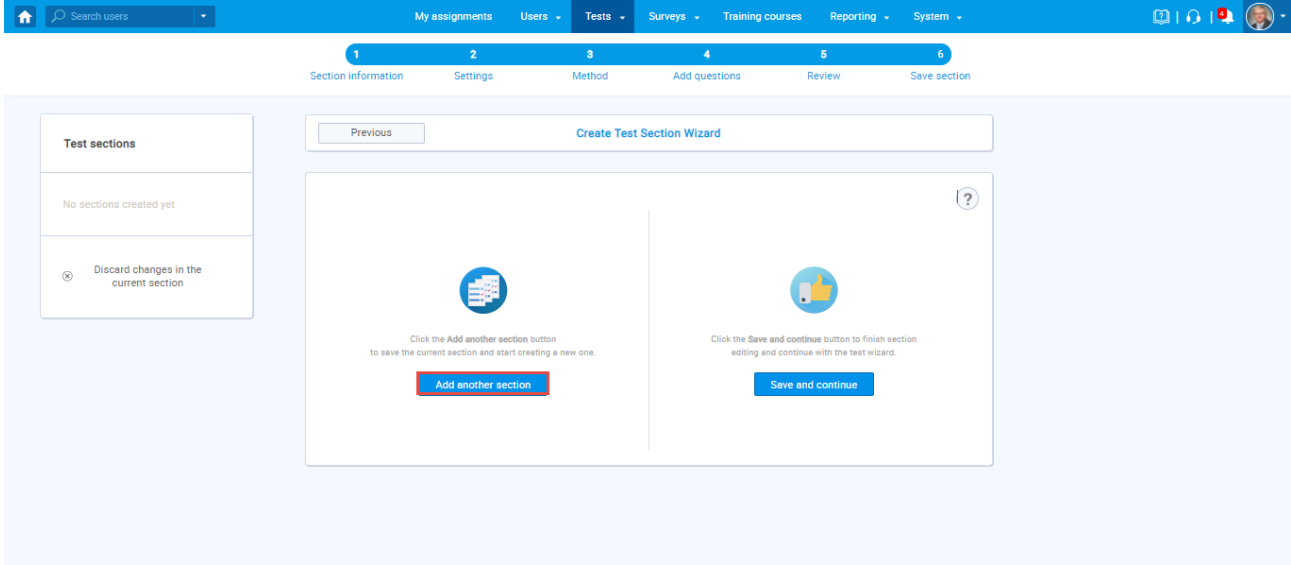 Search users
My assignments
Users
Tests
Surveys
Training courses
Reporting
System
?
4
1
2
3
4
5
6
Section information
Settings
Method
Add questions
Review
Save section
Test sections
No sections created yet
Discard changes in the
current section
Previous
Create Test Section Wizard
?
Click the Add another section button
to save the current section and start creating a new one.
Add another section
Click the Save and continue button to finish section
editing and continue with the test wizard.
Save and continue